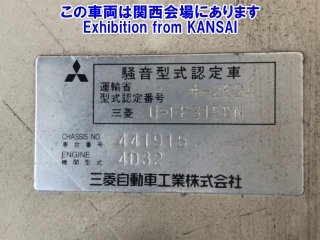 この車両は関西会場にあります
Exhibition from KANSAI
騒音型式認定車
運輸省
型式認定番号
三菱 U-FE315BN
CHASSIS NO. 441915
車台番号
ENGINE 4D32
機関型式
三菱自動車工業株式会社